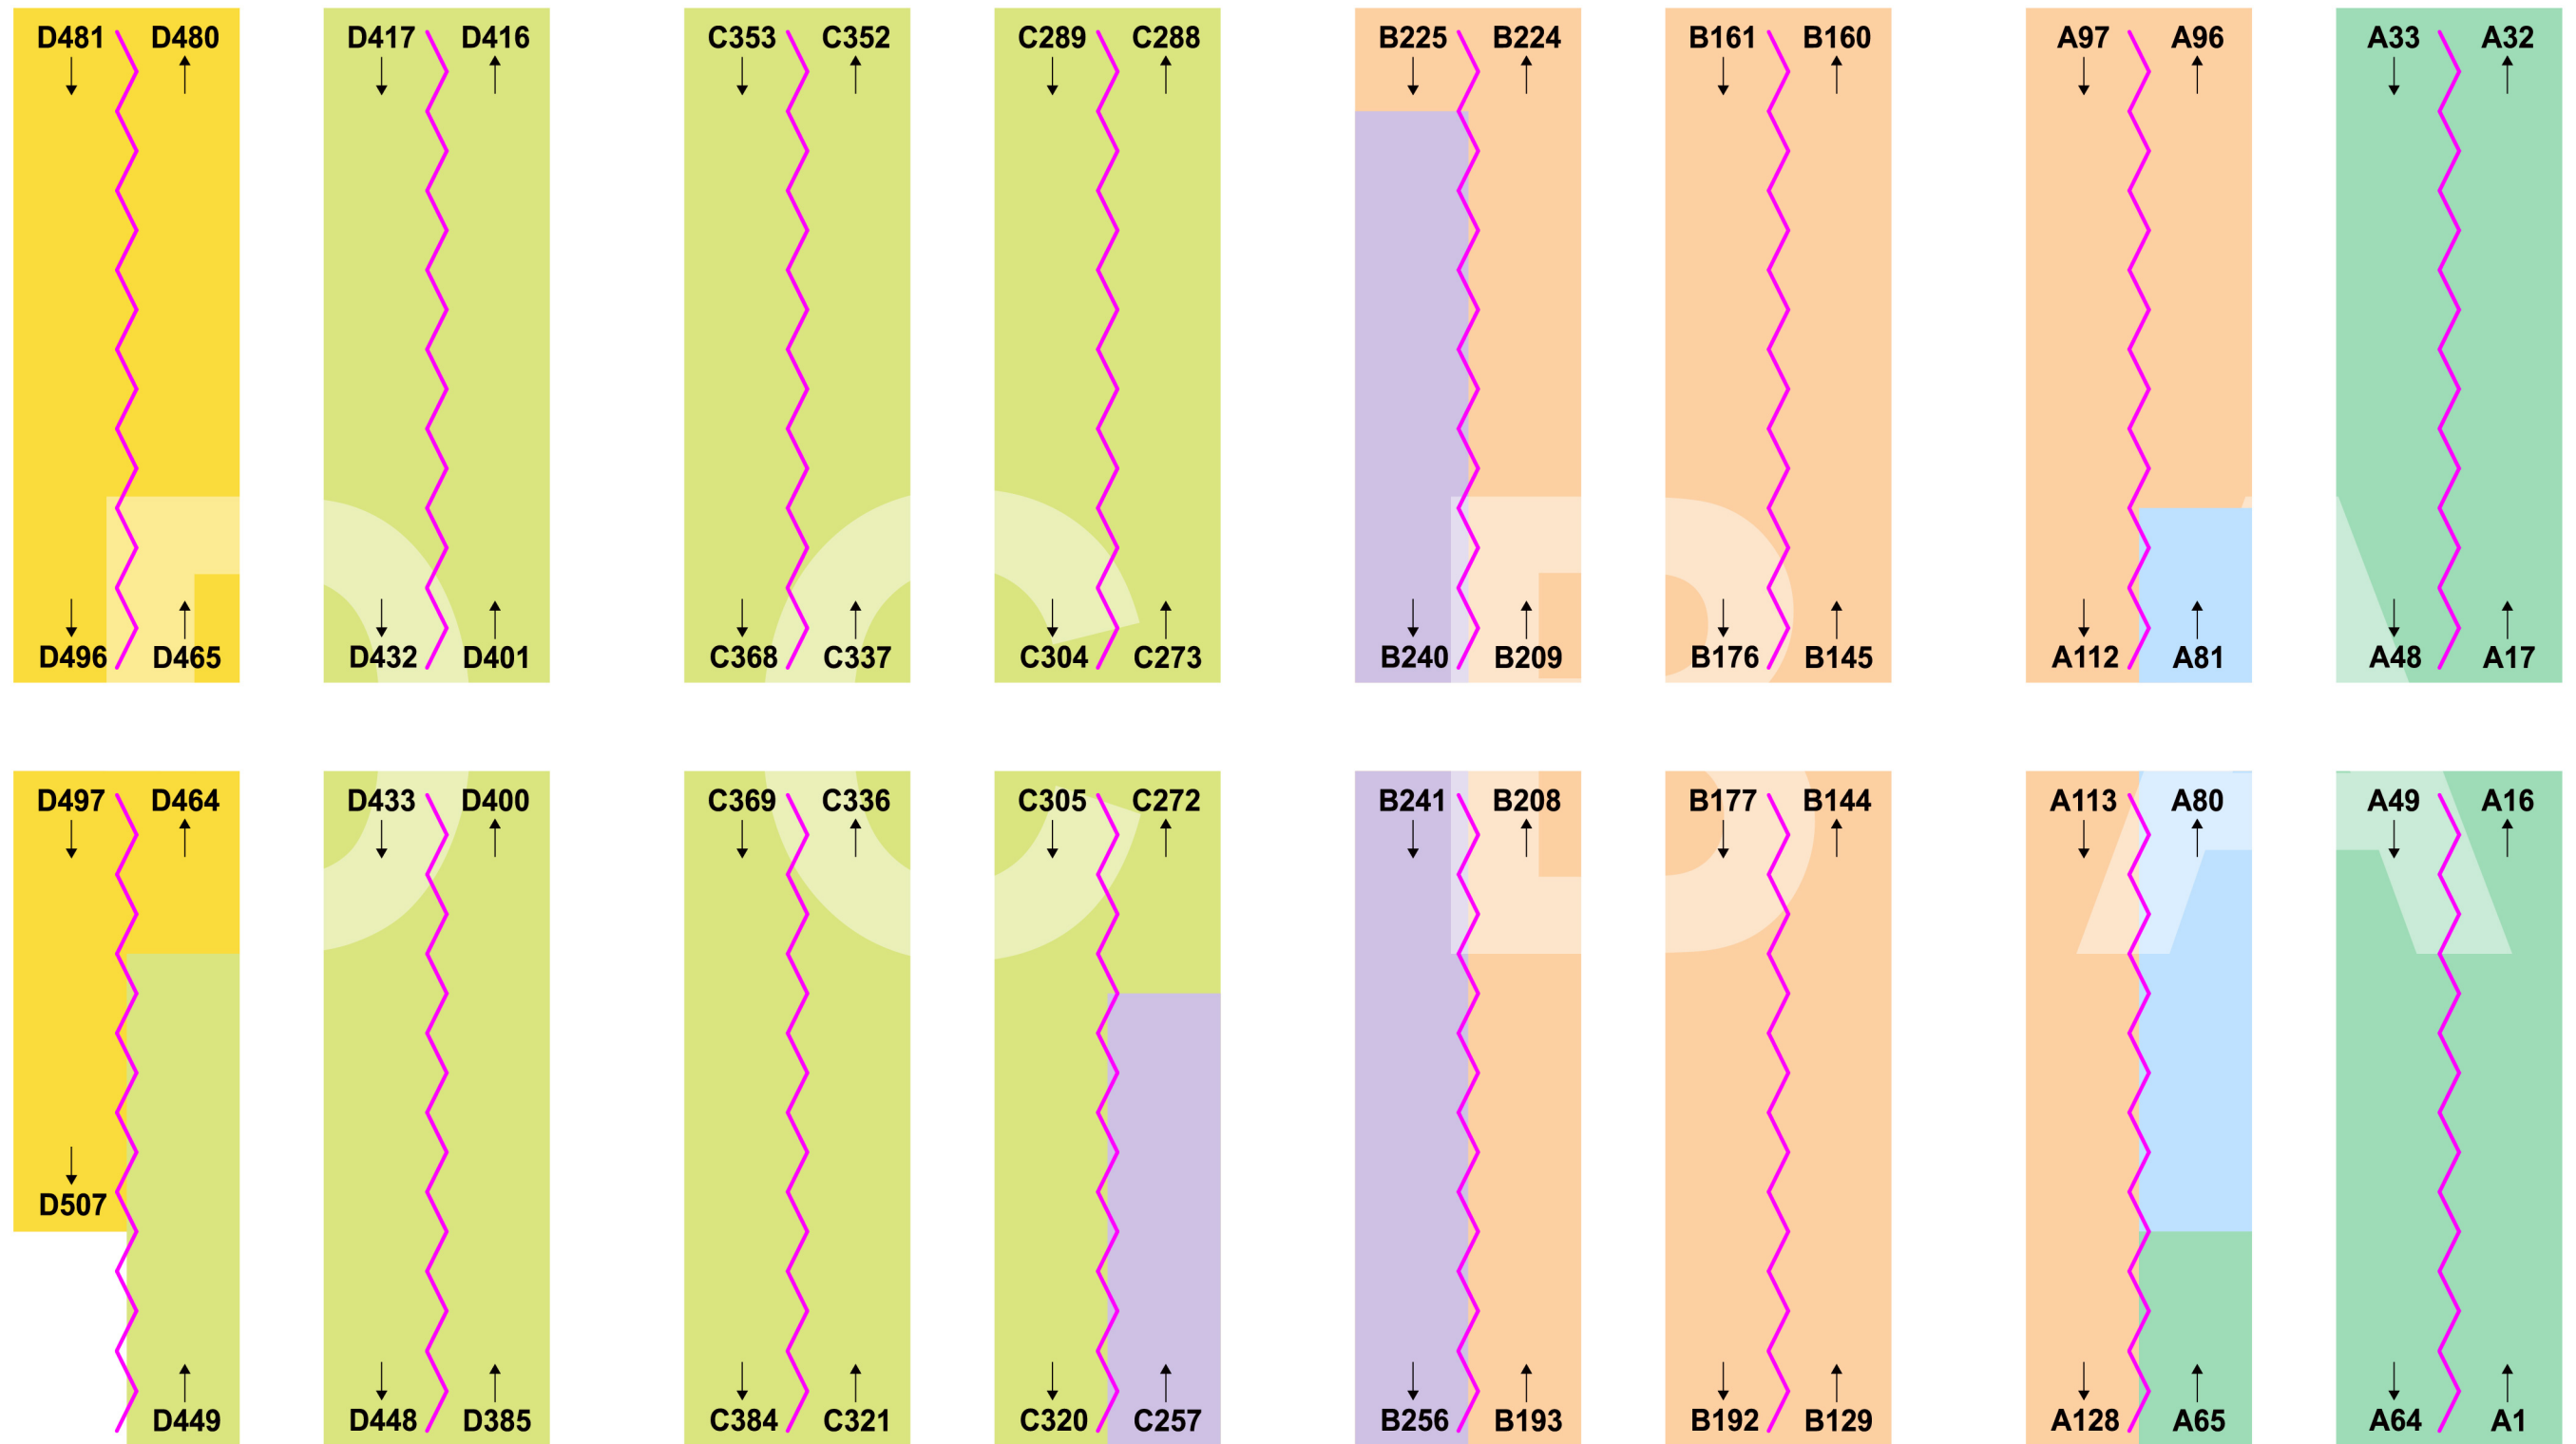 D481 D480 D417 D416 C353 C352 C289 C288 B225 B224 B161 B160 A97 A96 A33 A32
D496 D465 D432 D401 C368 C337 C304 C273 B240 B209 B176 B145 A112 A81 A48 A17
D C B A
D497 D464 D433 D400 C369 C336 C305 C272 B241 B208 B177 B144 A113 A80 A49 A16
D507
D449 D448 D385 C384 C321 C320 C257 B256 B193 B192 B129 A128 A65 A64 A1